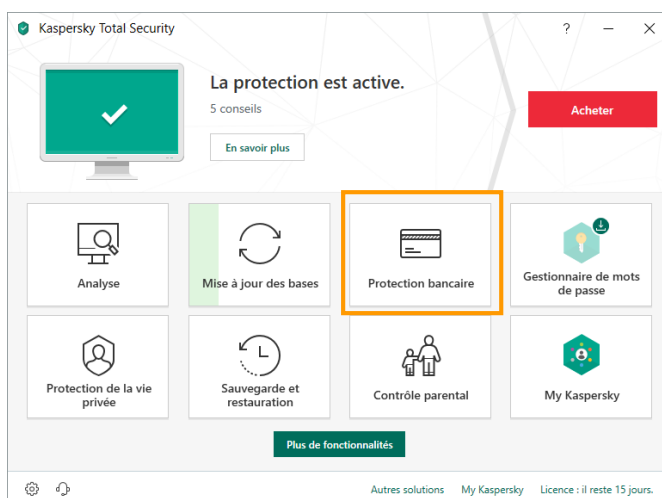 Kaspersky Total Security
?
La protection est active.
5 conseils
En savoir plus
Acheter
Analyse
Mise à jour des bases
Protection bancaire
Gestionnaire de mots
de passe
Protection de la vie
privée
Sauvegarde et
restauration
Contrôle parental
My Kaspersky
Plus de fonctionnalités
Autres solutions My Kaspersky Licence : il reste 15 jours.